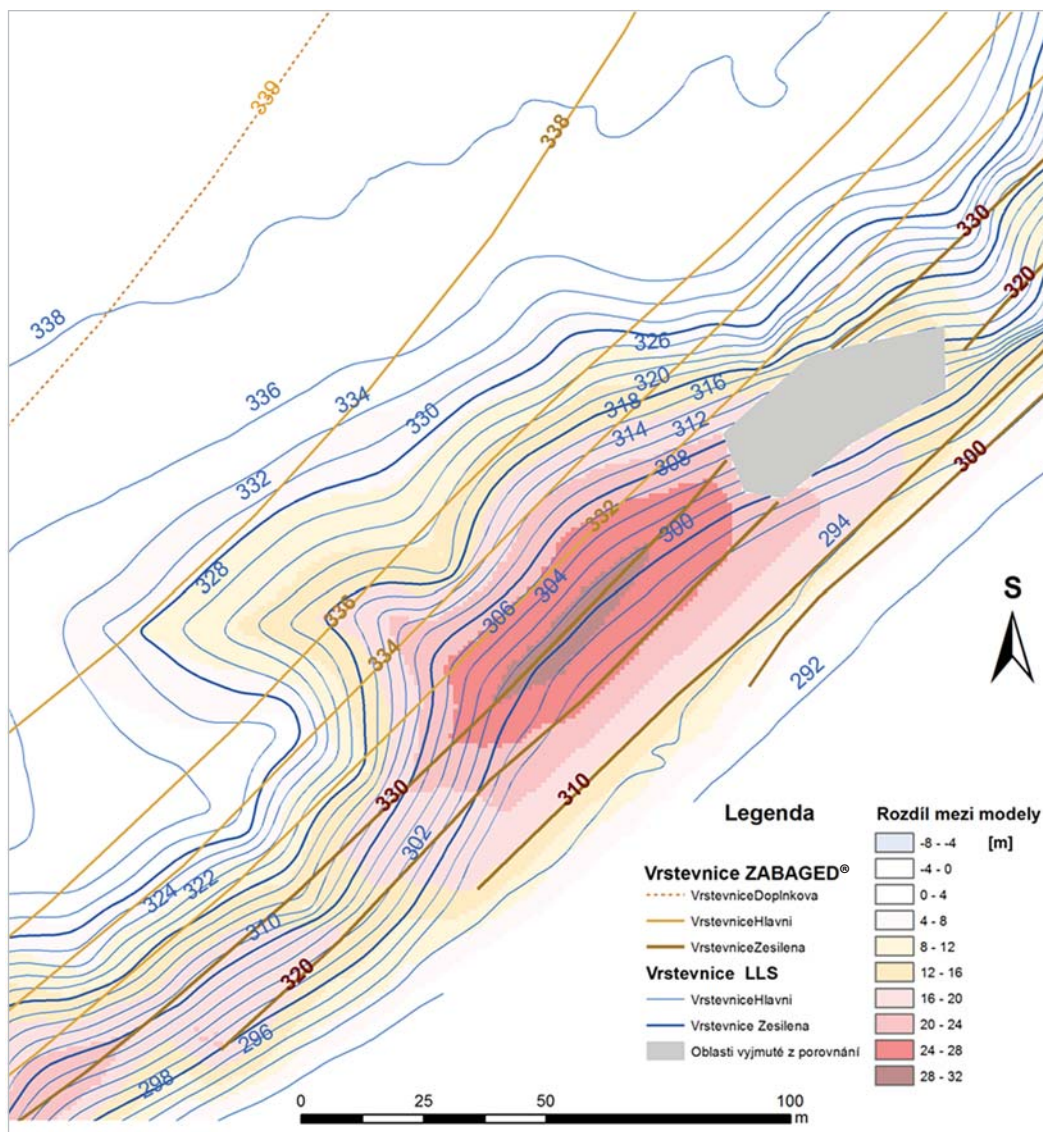 339
338
330
320
338
326
336
334
330
320
318
316
314
312
308
300
332
300
294
332
328
304
306
336
334
S
292
330
310
302
324
322
310
320
296
298
Legenda
Vrstevnice ZABAGED®
VrstevniceDoplnkova
VrstevniceHlavni
VrstevniceZesilena
Vrstevnice LLS
VrstevniceHlavni
Vrstevnice Zesilena
Oblasti vyjmuté z porovnání
Rozdíl mezi modely
[m]
-8 - -4
-4 - 0
0 - 4
4 - 8
8 - 12
12 - 16
16 - 20
20 - 24
24 - 28
28 - 32
0 25 50 100
m